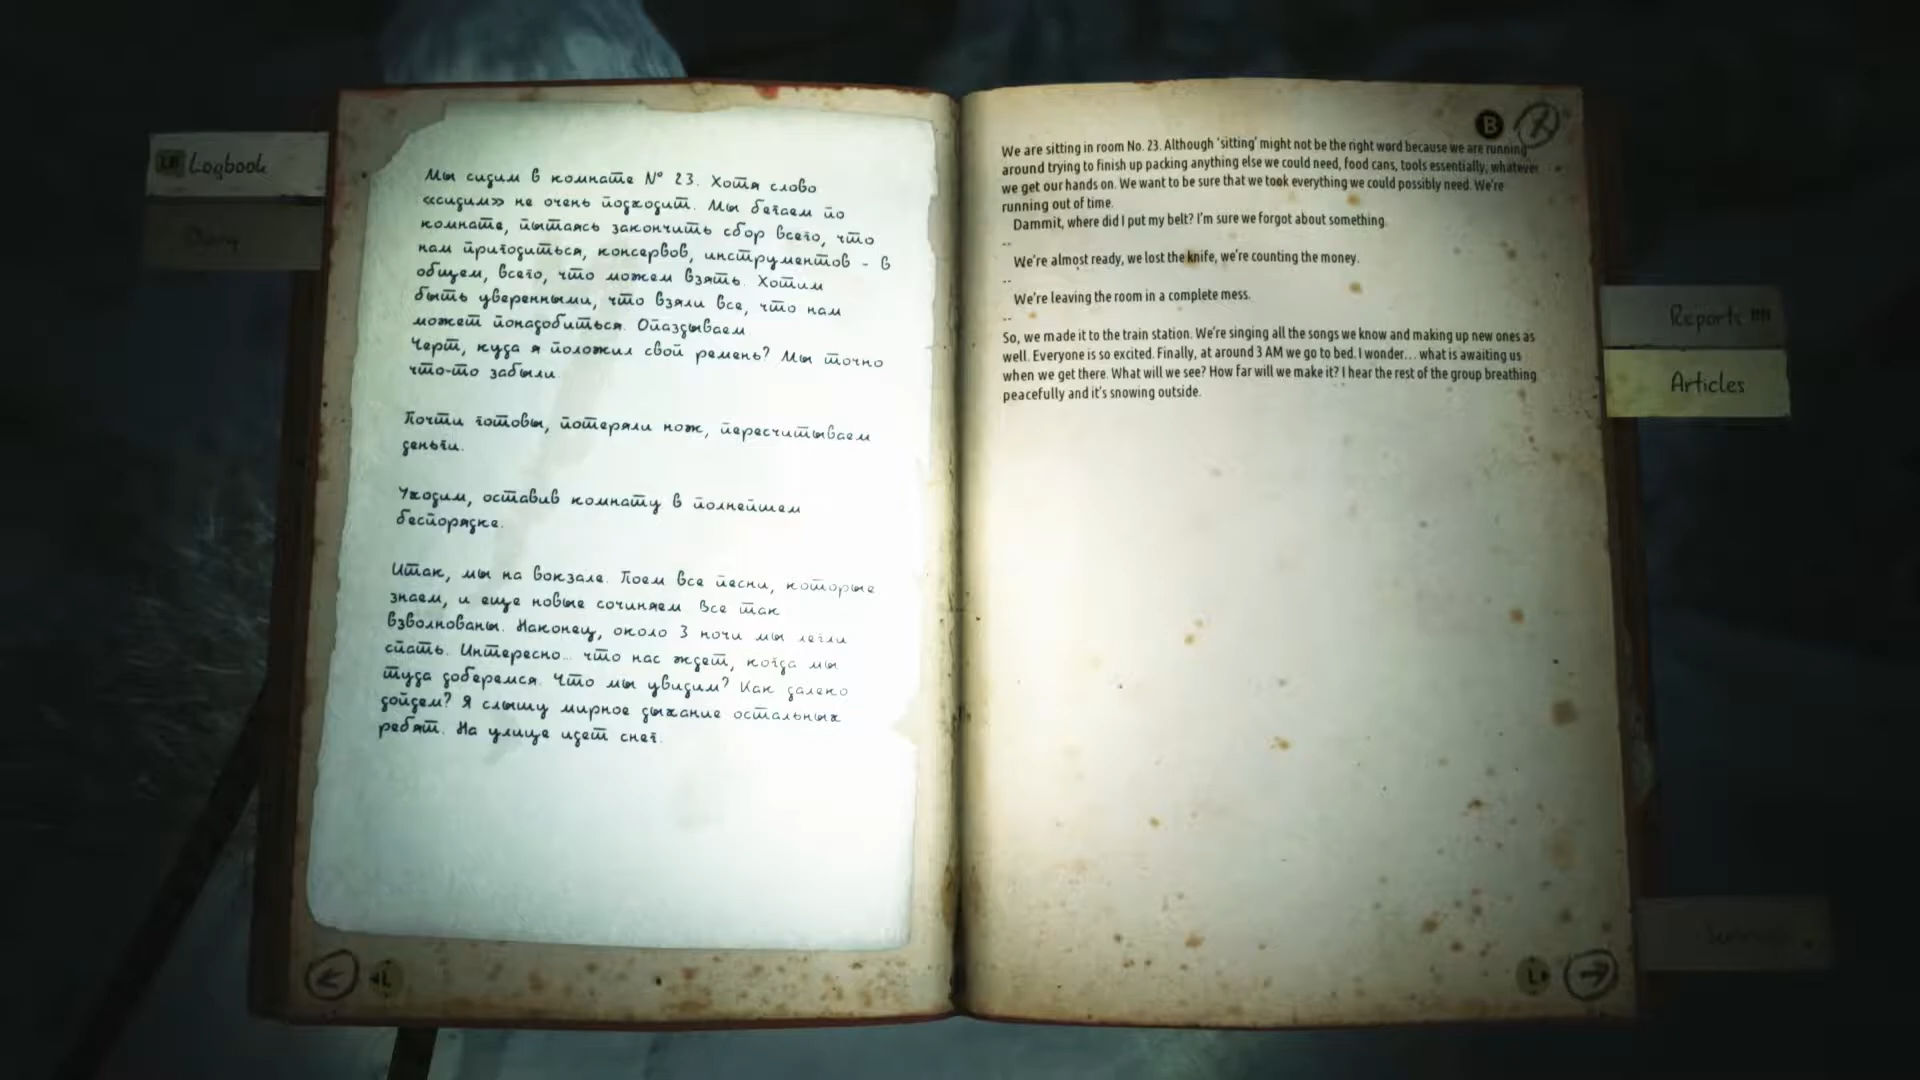 Logbook
Diary
Мы сидим в комнате № 23. Хотя слово
«сидим» не очень подходит. Мы бегаем по
комнате, пытаясь закончить сбор всего, что
нам пригодиться, консервов, инструментов - в
общем, всего, что можем взять. Хотим
быть уверенными, что взяли все, что нам
может понадобиться. Опаздываем
Черт, куда я положил свой ремень? Мы точно
что-то забыли.
Почти готовы, потеряли нож, пересчитываем
деньги.
Уходим, оставив комнату в полнейшем
беспорядке.
Итак, мы на вокзале. Поем все песни, которые
знаем, и еще новые сочиняем. Все так
взволнованы. Наконец, около 3 ночи мы легли
спать. Интересно... что нас ждет, когда мы
туда доберемся. Что мы увидим? Как далеко
дойдем? Я слышу мирное дыхание остальных
ребят. На улице идет снег.
L
B X
We are sitting in room No. 23. Although 'sitting' might not be the right word because we are running
around trying to finish up packing anything else we could need, food cans, tools essentially, whatever
we get our hands on. We want to be sure that we took everything we could possibly need. We're
running out of time.
Dammit, where did I put my belt? I'm sure we forgot about something.
--
We're almost ready, we lost the knife, we're counting the money.
--
We're leaving the room in a complete mess.
--
So, we made it to the train station. We're singing all the songs we know and making up new ones as
well. Everyone is so excited. Finally, at around 3 AM we go to bed. I wonder... what is awaiting us
when we get there. What will we see? How far will we make it? I hear the rest of the group breathing
peacefully and it's snowing outside.
L
Reports !!!!
Articles